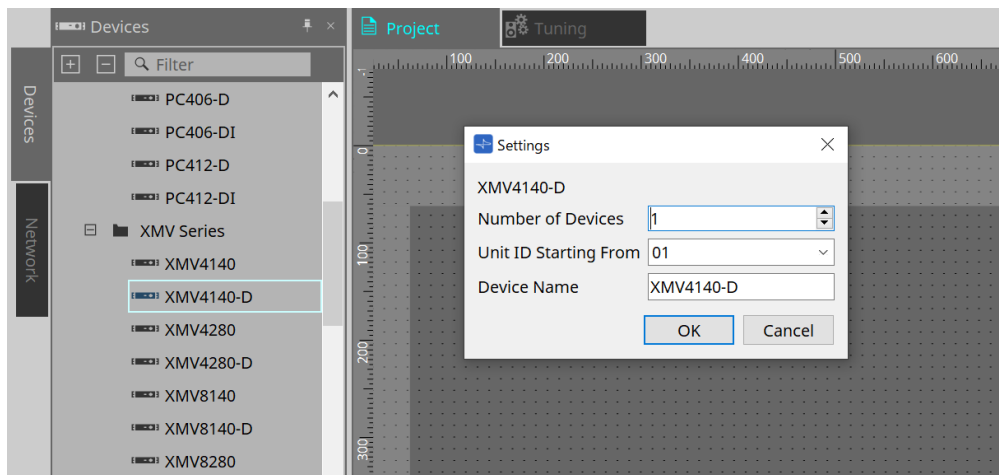 Devices
Project
Tuning
Filter
100 200 300 400 500 600
-1
Devices
Network
PC406-D
PC406-DI
PC412-D
PC412-DI
XMV Series
XMV4140
XMV4140-D
XMV4280
XMV4280-D
XMV8140
XMV8140-D
XMV8280
0
100
200
300
Settings
XMV4140-D
Number of Devices 1
Unit ID Starting From 01
Device Name XMV4140-D
OK Cancel